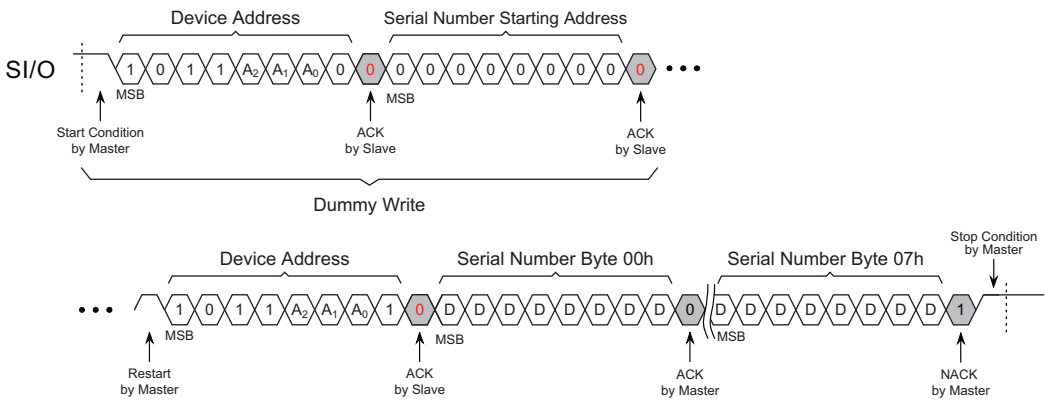 Device Address
Serial Number Starting Address
SI/O
1 0 1 1 A2 A1 A0 0 0 0 0 0 0 0 0 0 0 0
MSB
MSB
Start Condition
by Master
ACK
by Slave
ACK
by Slave
Dummy Write
Stop Condition
by Master
Device Address
Serial Number Byte 00h
Serial Number Byte 07h
1 0 1 1 A2 A1 A0 1 0 D D D D D D D D 0 D D D D D D D D 1
MSB
MSB
MSB
Restart
by Master
ACK
by Slave
ACK
by Master
NACK
by Master